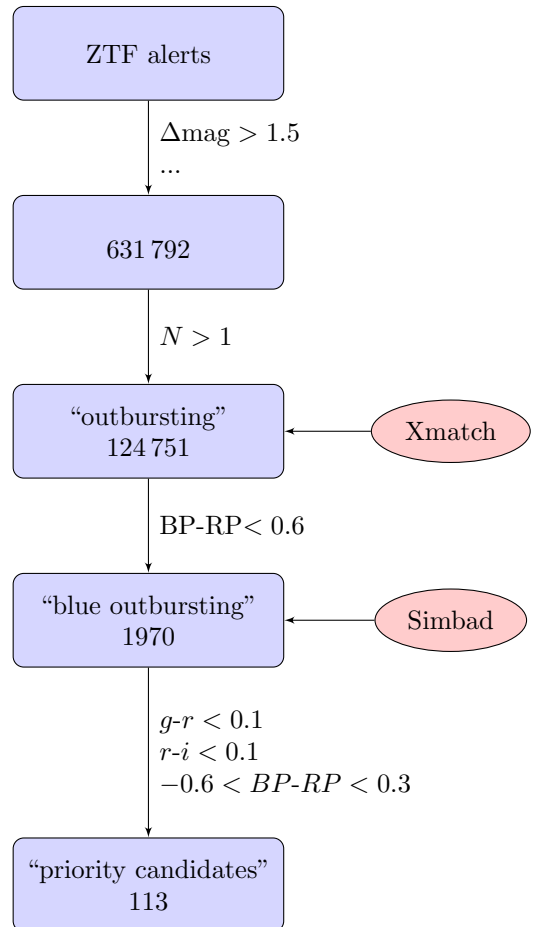 ZTF alerts
Δmag > 1.5
...
631 792
N > 1
“outbursting”
124 751
Xmatch
BP-RP< 0.6
“blue outbursting”
1970
Simbad
g-r < 0.1
r-i < 0.1
−0.6 < BP-RP < 0.3
“priority candidates”
113